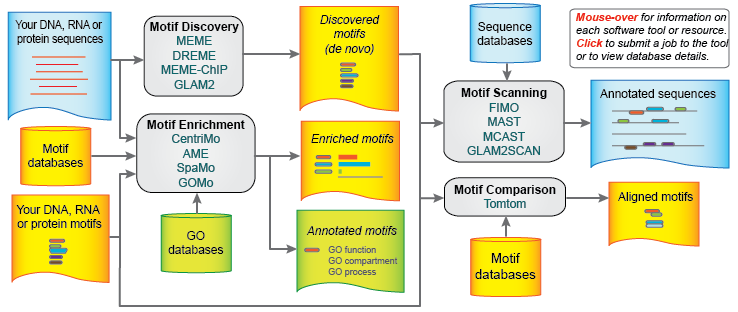 Your DNA, RNA or
protein sequences
Motif Discovery
MEME
DREME
MEME-ChIP
GLAM2
Discovered
motifs
(de novo)
Sequence
databases
Mouse-over for information on
each software tool or resource.
Click to submit a job to the tool
or to view database details.
Motif Enrichment
CentriMo
AME
SpaMo
GOMo
Motif
databases
Enriched motifs
Motif Scanning
FIMO
MAST
MCAST
GLAM2SCAN
Annotated sequences
Your DNA, RNA
or protein motifs
GO
databases
Annotated motifs
GO function
GO compartment
GO process
Motif Comparison
Tomtom
Aligned motifs
Motif
databases